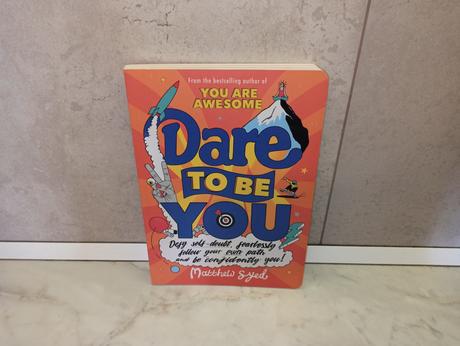 From the bestselling author of
YOU ARE
AWESOME
Dare
TO BE
YOU
Defy self-doubt, fearlessly
follow your own path
and be confidently you!
Matthew Syed